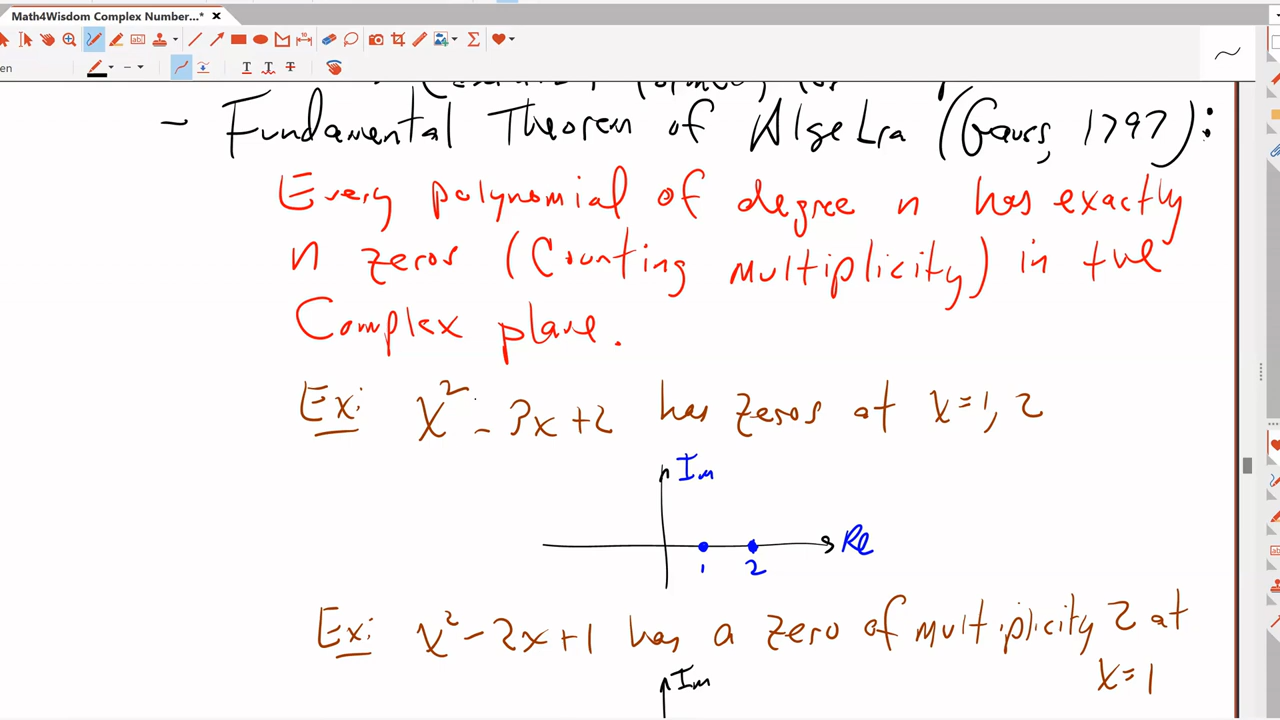 Math4Wisdom Complex Number...*
en
~ Fundamental Theorem of Algebra (Gauss, 1797):
Every polynomial of degree n has exactly
n zeros (Counting multiplicity) in the
Complex plane.
Ex: x² - 3x + 2 has zeros at x = 1, 2
Im
Re
1 2
Ex: x² - 2x + 1 has a zero of multiplicity 2 at
x = 1
Im